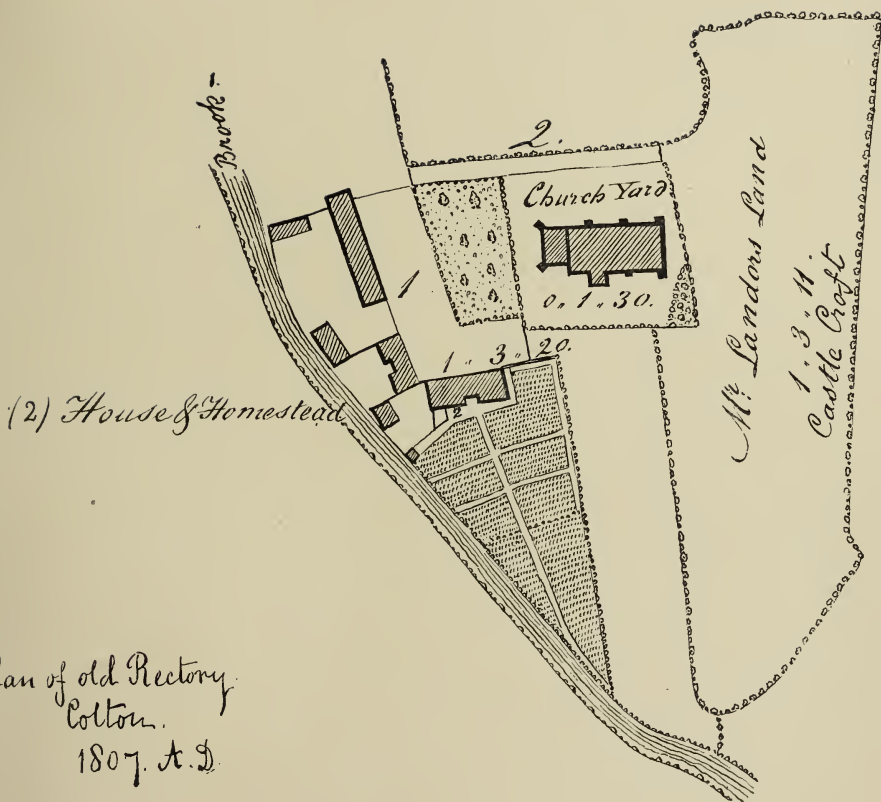 Brook.
2.
Church Yard
0 " 1 " 30.
1
1 " 3 " 20.
2
(2) House & Homestead
Mr. Landors Land
1 " 3 " 11.
Castle Croft
lan of old Rectory
Colton.
1807. A.D.